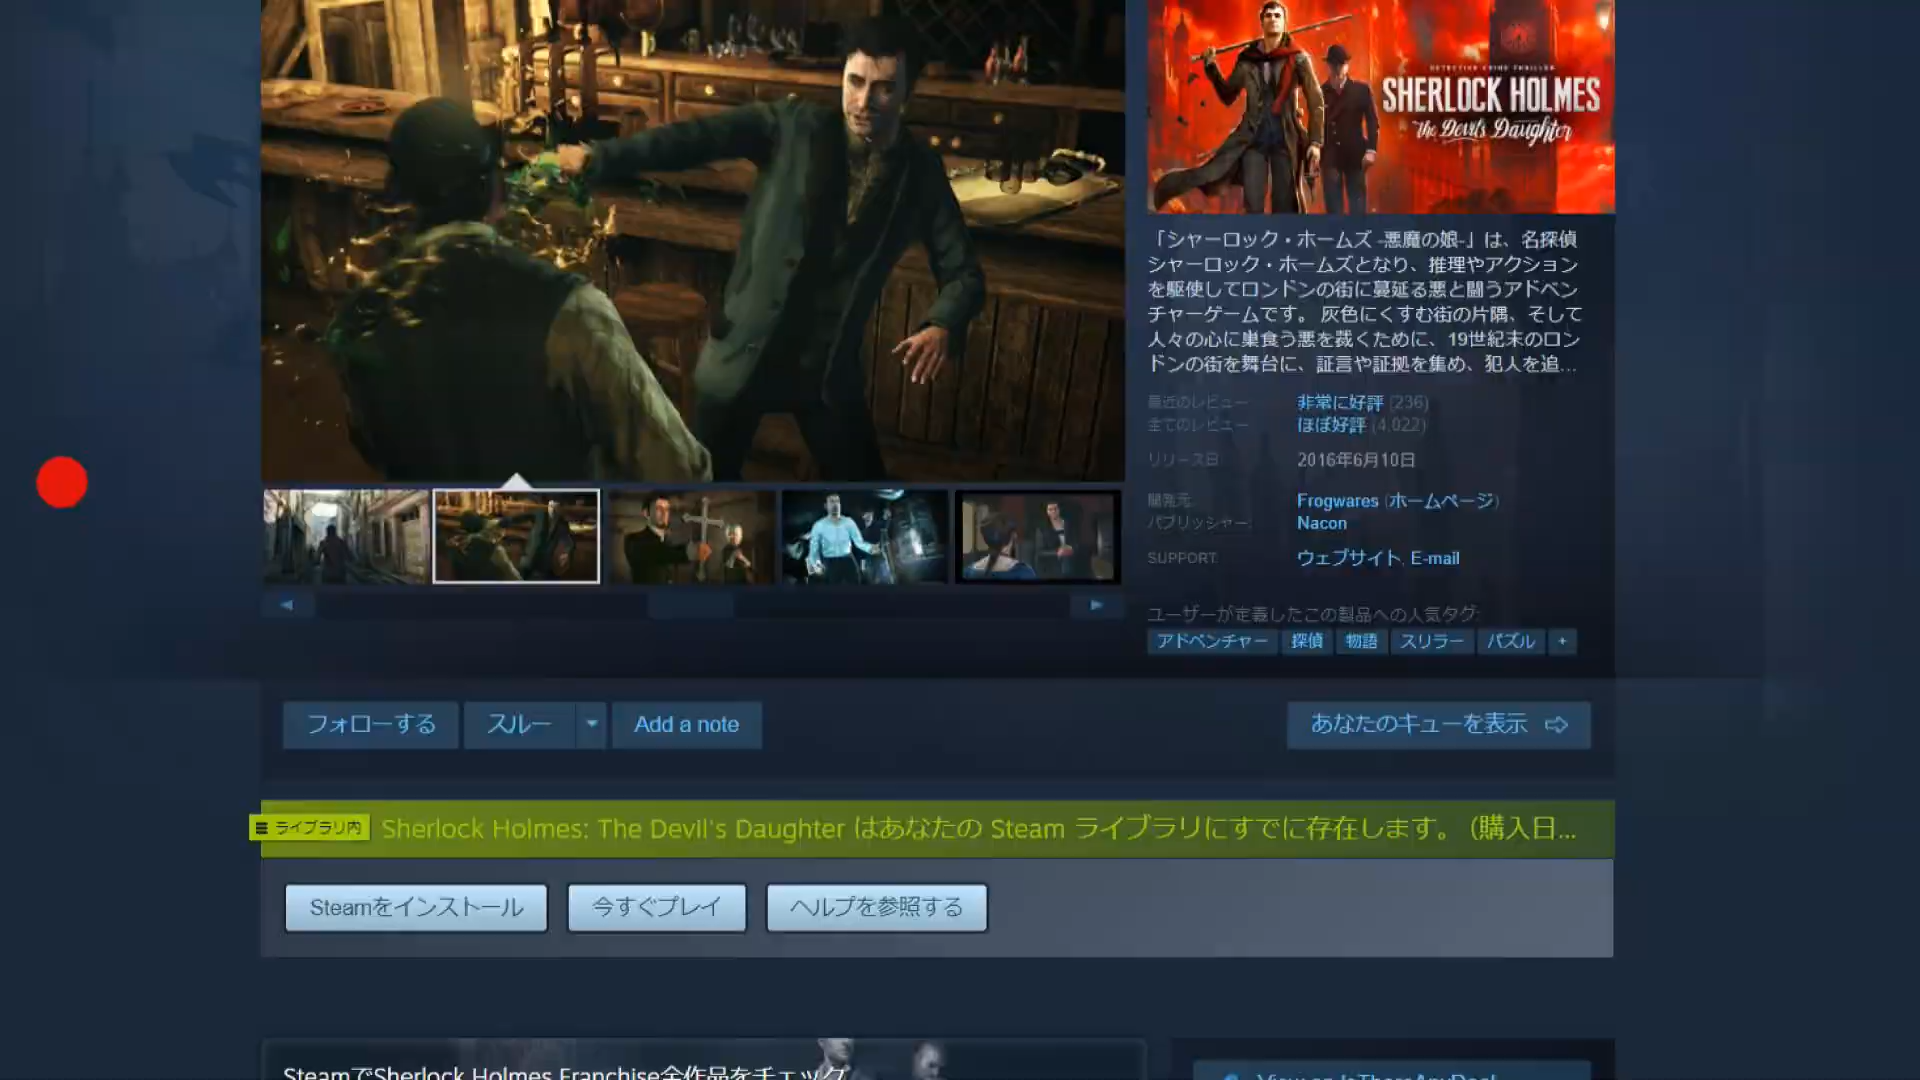 DETECTIVE CRIME THRILLER
SHERLOCK HOLMES
The Devil's Daughter
「シャーロック・ホームズ -悪魔の娘-」は、名探偵
シャーロック・ホームズとなり、推理やアクション
を駆使してロンドンの街に蔓延る悪と闘うアドベン
チャーゲームです。 灰色にくすむ街の片隅、そして
人々の心に巣食う悪を裁くために、19世紀末のロン
ドンの街を舞台に、証言や証拠を集め、犯人を追...
最近のレビュー: 非常に好評 (236)
全てのレビュー: ほぼ好評 (4,022)
リリース日: 2016年6月10日
開発元: Frogwares (ホームページ)
パブリッシャー: Nacon
SUPPORT: ウェブサイト, E-mail
ユーザーが定義したこの製品への人気タグ:
アドベンチャー 探偵 物語 スリラー パズル +
フォローする スルー Add a note あなたのキューを表示
ライブラリ内 Sherlock Holmes: The Devil's Daughter はあなたの Steam ライブラリにすでに存在します。 (購入日...
Steamをインストール 今すぐプレイ ヘルプを参照する
SteamでSherlock Holmes Franchise全作品をチェック
View on IsThereAnyDeal